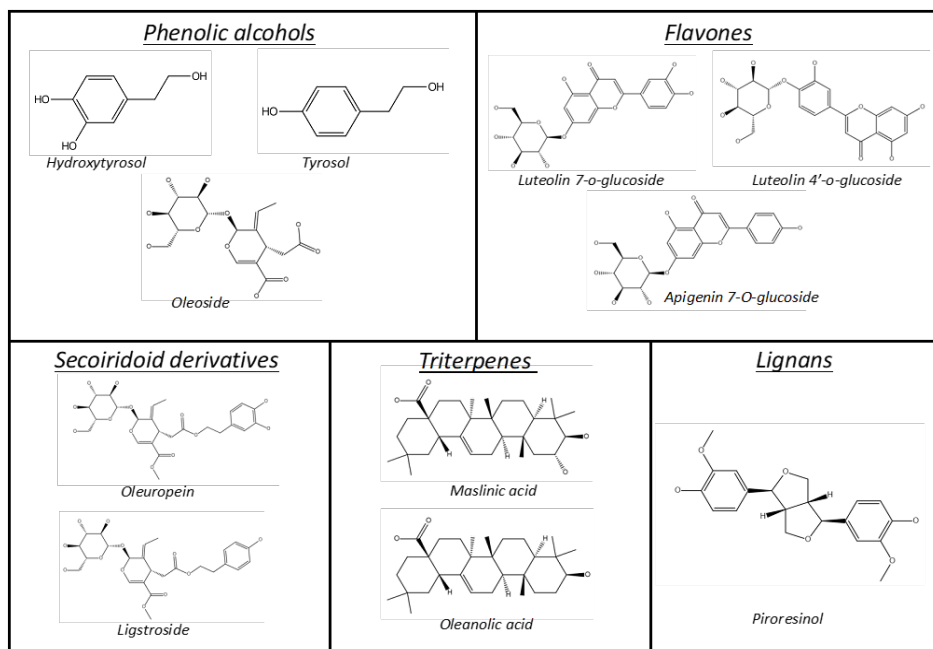 Phenolic alcohols
OH
HO
HO
Hydroxytyrosol
OH
HO
Tyrosol
Oleoside
Flavones
Luteolin 7-o-glucoside
Luteolin 4'-o-glucoside
Apigenin 7-O-glucoside
Secoiridoid derivatives
Oleuropein
Ligstroside
Triterpenes
Maslinic acid
Oleanolic acid
Lignans
Piroresinol